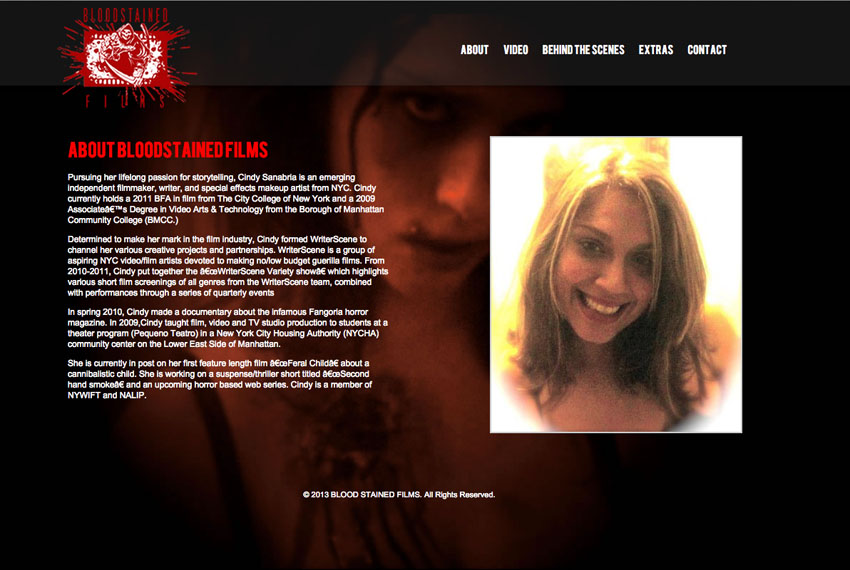 BLOODSTAINED
FILMS
ABOUT VIDEO BEHIND THE SCENES EXTRAS CONTACT
ABOUT BLOODSTAINED FILMS
Pursuing her lifelong passion for storytelling, Cindy Sanabria is an emerging
independent filmmaker, writer, and special effects makeup artist from NYC. Cindy
currently holds a 2011 BFA in film from The City College of New York and a 2009
Associateâ€™s Degree in Video Arts & Technology from the Borough of Manhattan
Community College (BMCC.)
Determined to make her mark in the film industry, Cindy formed WriterScene to
channel her various creative projects and partnerships. WriterScene is a group of
aspiring NYC video/film artists devoted to making no/low budget guerilla films. From
2010-2011, Cindy put together the â€œWriterScene Variety showâ€ which highlights
various short film screenings of all genres from the WriterScene team, combined
with performances through a series of quarterly events
In spring 2010, Cindy made a documentary about the infamous Fangoria horror
magazine. In 2009,Cindy taught film, video and TV studio production to students at a
theater program (Pequeno Teatro) in a New York City Housing Authority (NYCHA)
community center on the Lower East Side of Manhattan.
She is currently in post on her first feature length film â€œFeral Childâ€ about a
cannibalistic child. She is working on a suspense/thriller short titled â€œSecond
hand smokeâ€ and an upcoming horror based web series. Cindy is a member of
NYWIFT and NALIP.
© 2013 BLOOD STAINED FILMS. All Rights Reserved.